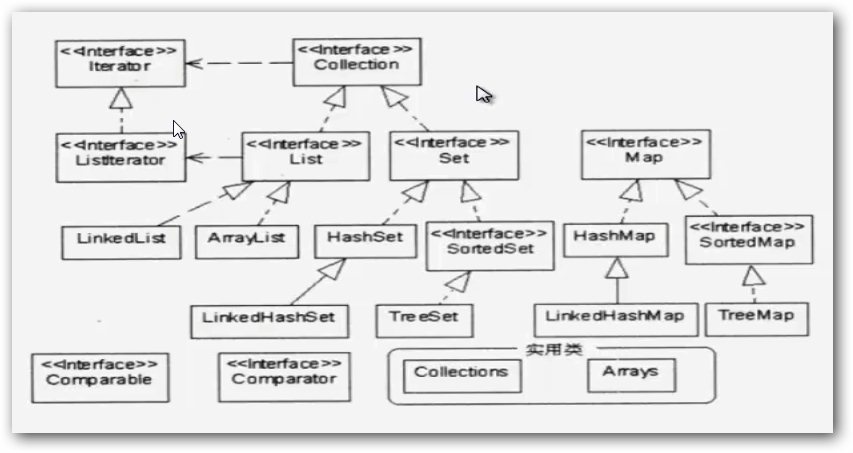 <<Interface>>
Iterator
<<Interface >>
Collection
<<Interface >>
ListIterator
<<Interface >>
List
<<Interface >>
Set
<<Interface>>
Map
LinkedList
ArrayList
HashSet
<<Interface>>
SortedSet
HashMap
<<Interface>>
SortedMap
LinkedHashSet
TreeSet
LinkedHashMap
TreeMap
<<Interface>>
Comparable
<<Interface>>
Comparator
实用类
Collections
Arrays